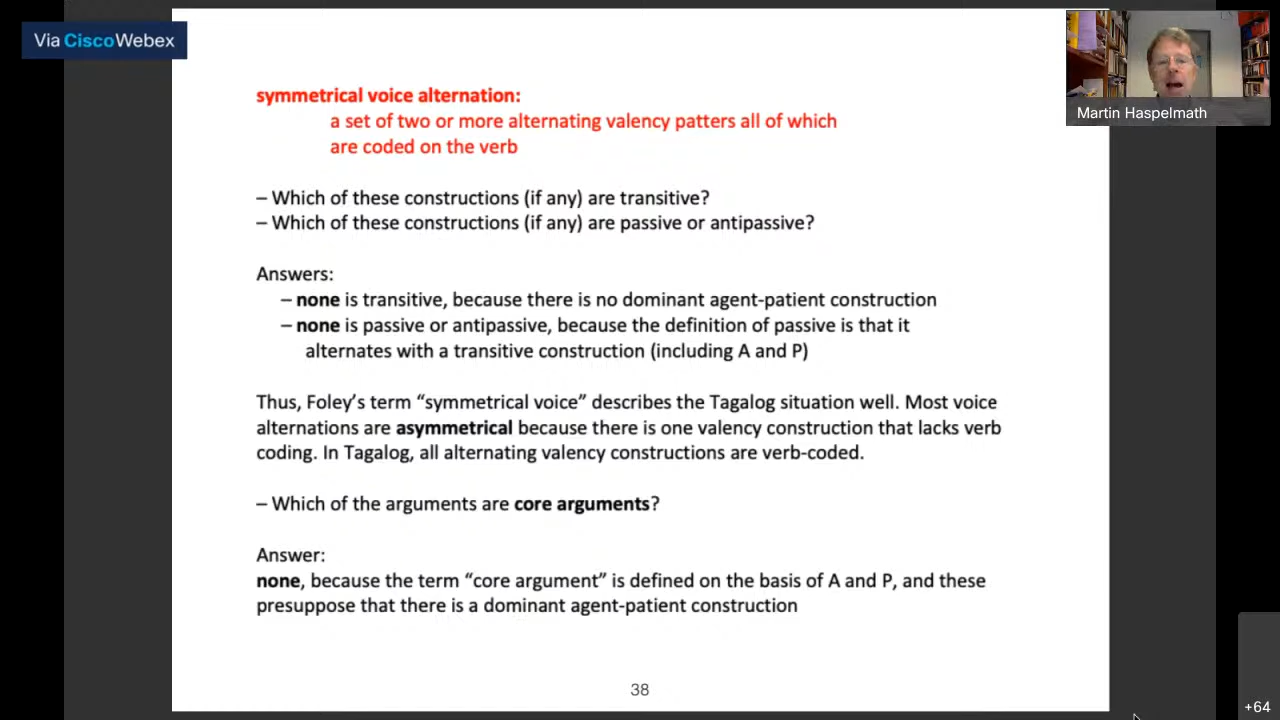 Via CiscoWebex
symmetrical voice alternation:
a set of two or more alternating valency patters all of which
are coded on the verb
– Which of these constructions (if any) are transitive?
– Which of these constructions (if any) are passive or antipassive?
Answers:
– none is transitive, because there is no dominant agent-patient construction
– none is passive or antipassive, because the definition of passive is that it
alternates with a transitive construction (including A and P)
Thus, Foley's term “symmetrical voice” describes the Tagalog situation well. Most voice
alternations are asymmetrical because there is one valency construction that lacks verb
coding. In Tagalog, all alternating valency constructions are verb-coded.
– Which of the arguments are core arguments?
Answer:
none, because the term “core argument” is defined on the basis of A and P, and these
presuppose that there is a dominant agent-patient construction
38
Martin Haspelmath
+64